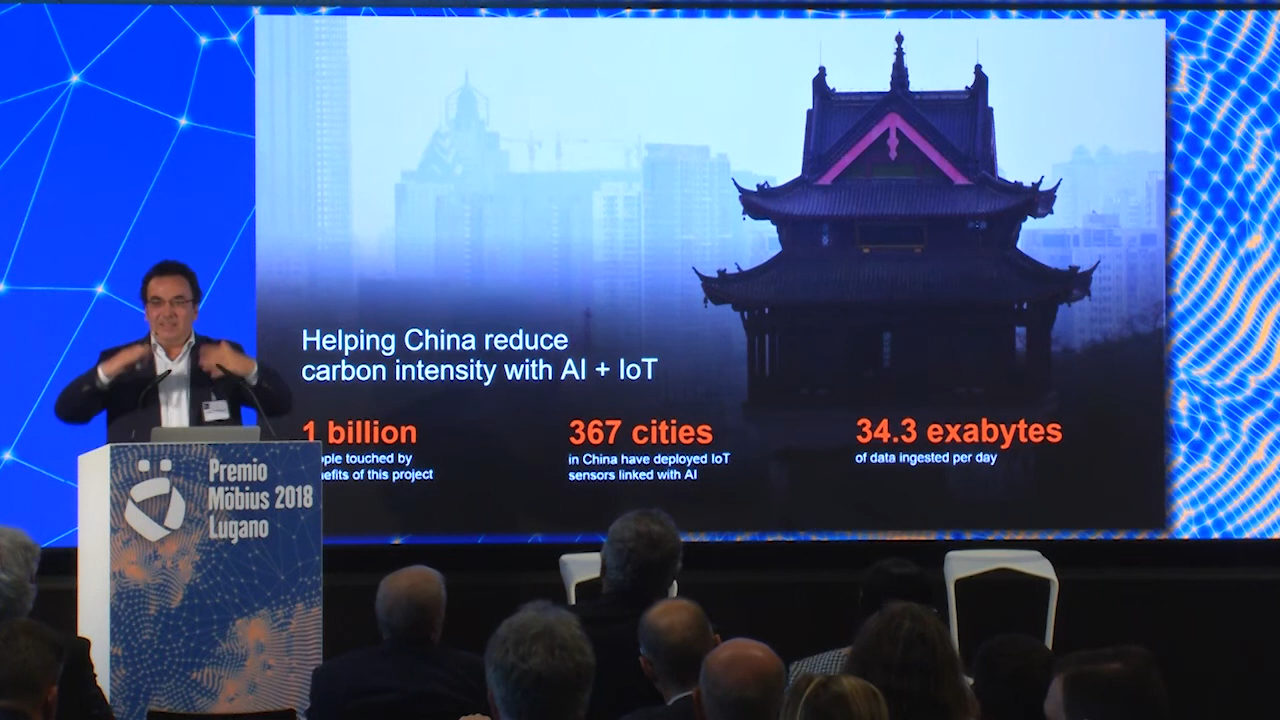 Helping China reduce
carbon intensity with AI + IoT
1 billion
touched by
of this project
367 cities
in China have deployed IoT
sensors linked with AI
34.3 exabytes
of data ingested per day
Premio
Möbius 2018
Lugano